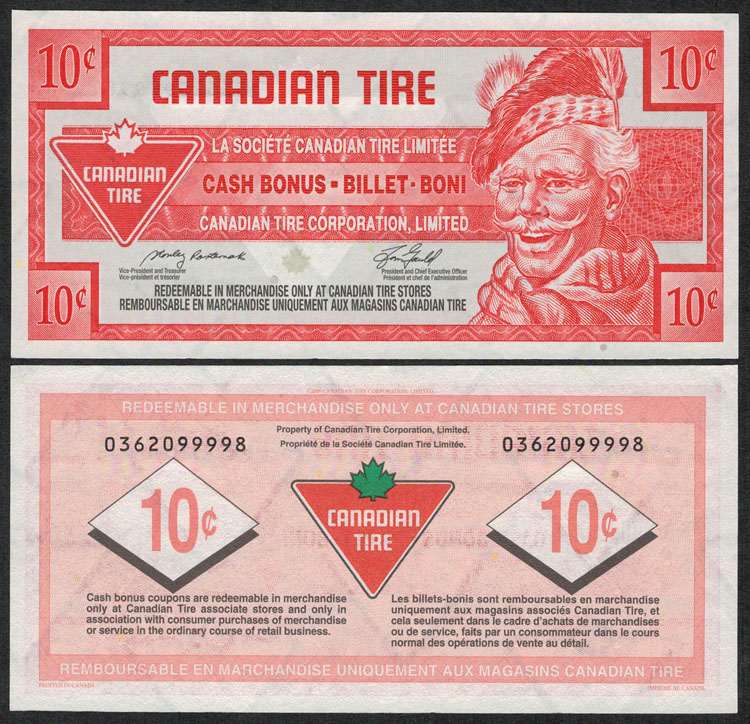 10¢ 10¢
CANADIAN TIRE
LA SOCIÉTÉ CANADIAN TIRE LIMITÉE
CANADIAN
TIRE
CASH BONUS - BILLET - BONI
CANADIAN TIRE CORPORATION, LIMITED
Stanley Pasternak
Tom Gauld
Vice-President and Treasurer
Vice-président et trésorier
President and Chief Executive Officer
Président et chef de l'administration
REDEEMABLE IN MERCHANDISE ONLY AT CANADIAN TIRE STORES
REMBOURSABLE EN MARCHANDISE UNIQUEMENT AUX MAGASINS CANADIAN TIRE
10¢ 10¢
CANADIAN TIRE CORPORATION, LIMITED
REDEEMABLE IN MERCHANDISE ONLY AT CANADIAN TIRE STORES
Property of Canadian Tire Corporation, Limited.
Propriété de la Société Canadian Tire Limitée.
0362099998 0362099998
10¢ 10¢
CANADIAN
TIRE
Cash bonus coupons are redeemable in merchandise
only at Canadian Tire associate stores and only in
association with consumer purchases of merchandise
or service in the ordinary course of retail business.
Les billets-bonis sont remboursables en marchandise
uniquement aux magasins associés Canadian Tire, et
cela seulement dans le cadre d'achats de marchandises
ou de service, faits par un consommateur dans le cours
normal des opérations de vente au détail.
REMBOURSABLE EN MARCHANDISE UNIQUEMENT AUX MAGASINS CANADIAN TIRE
PRINTED IN CANADA IMPRIMÉ AU CANADA